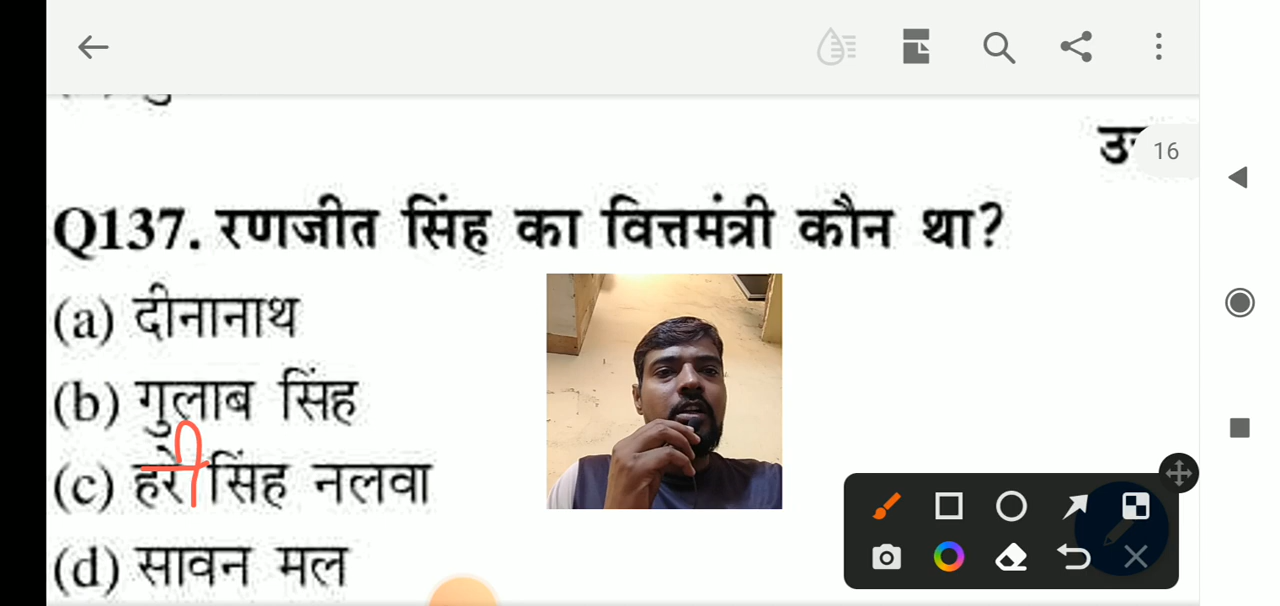 16
Q137. रणजीत सिंह का वित्तमंत्री कौन था?
(a) दीनानाथ
(b) गुलाब सिंह
(c) हरी सिंह नलवा
(d) सावन मल